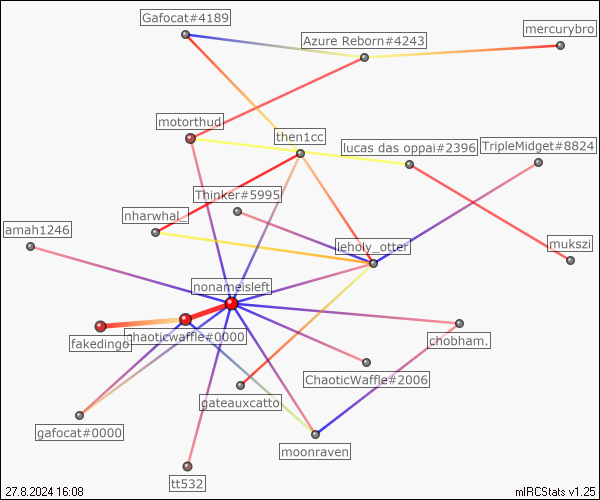 Gafocat#4189
mercurybro
Azure Reborn#4243
motorthud
then1cc
lucas das oppai#2396
TripleMidget#8824
Thinker#5995
nharwhal_
amah1246
leholy_otter
mukszi
nonameisleft
fakedingo
chaoticwaffle#0000
chobham.
ChaoticWaffle#2006
gateauxcatto
gafocat#0000
moonraven
tt532
27.8.2024 16:08
mIRCStats v1.25